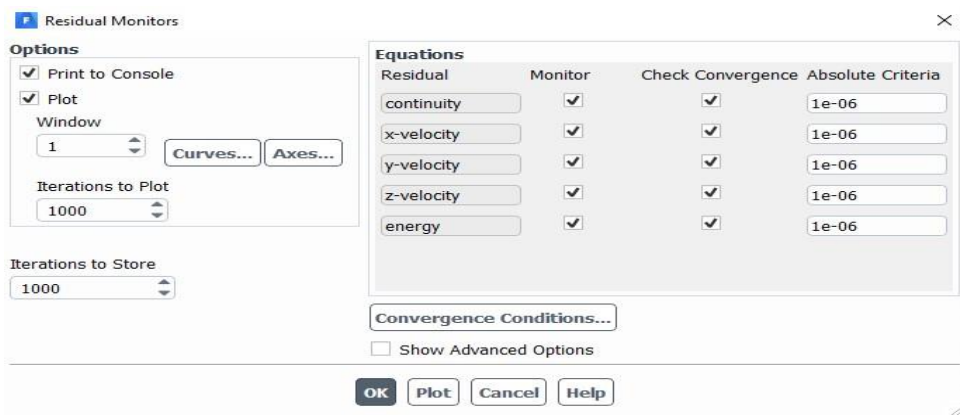 Residual Monitors
Options
Print to Console
Plot
Window
1
Curves...
Axes...
Iterations to Plot
1000
Iterations to Store
1000
Equations
Residual Monitor Check Convergence Absolute Criteria
continuity 1e-06
x-velocity 1e-06
y-velocity 1e-06
z-velocity 1e-06
energy 1e-06
Convergence Conditions...
Show Advanced Options
OK Plot Cancel Help